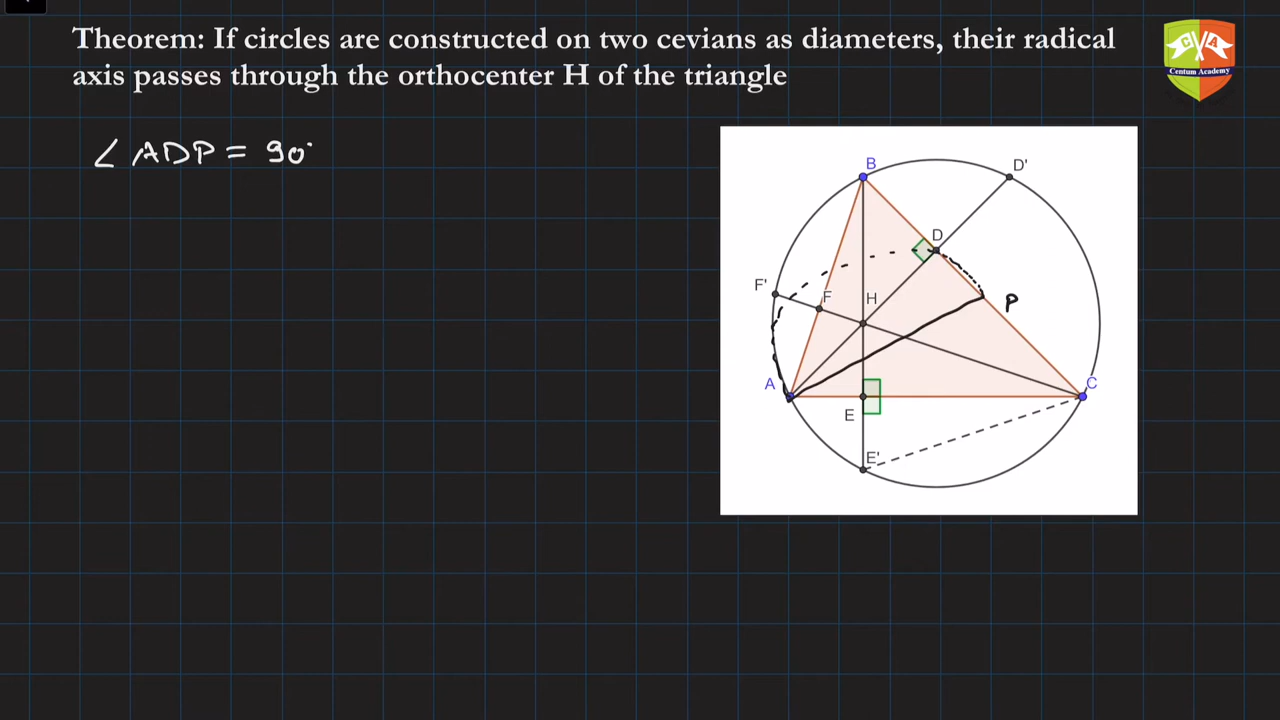 Theorem: If circles are constructed on two cevians as diameters, their radical
axis passes through the orthocenter H of the triangle
C A
Centum Academy
∠ ADP = 90°
B
D'
D
F'
F
H
P
A
C
E
E'